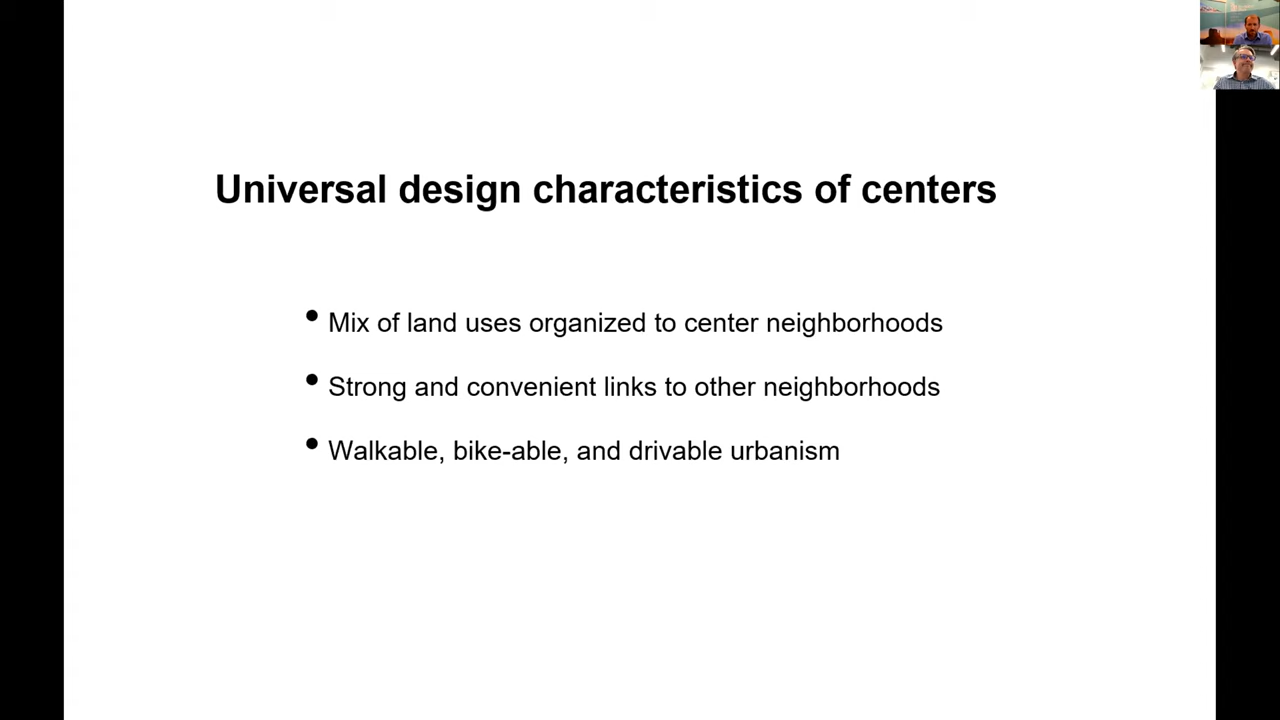 Universal design characteristics of centers
• Mix of land uses organized to center neighborhoods
• Strong and convenient links to other neighborhoods
• Walkable, bike-able, and drivable urbanism